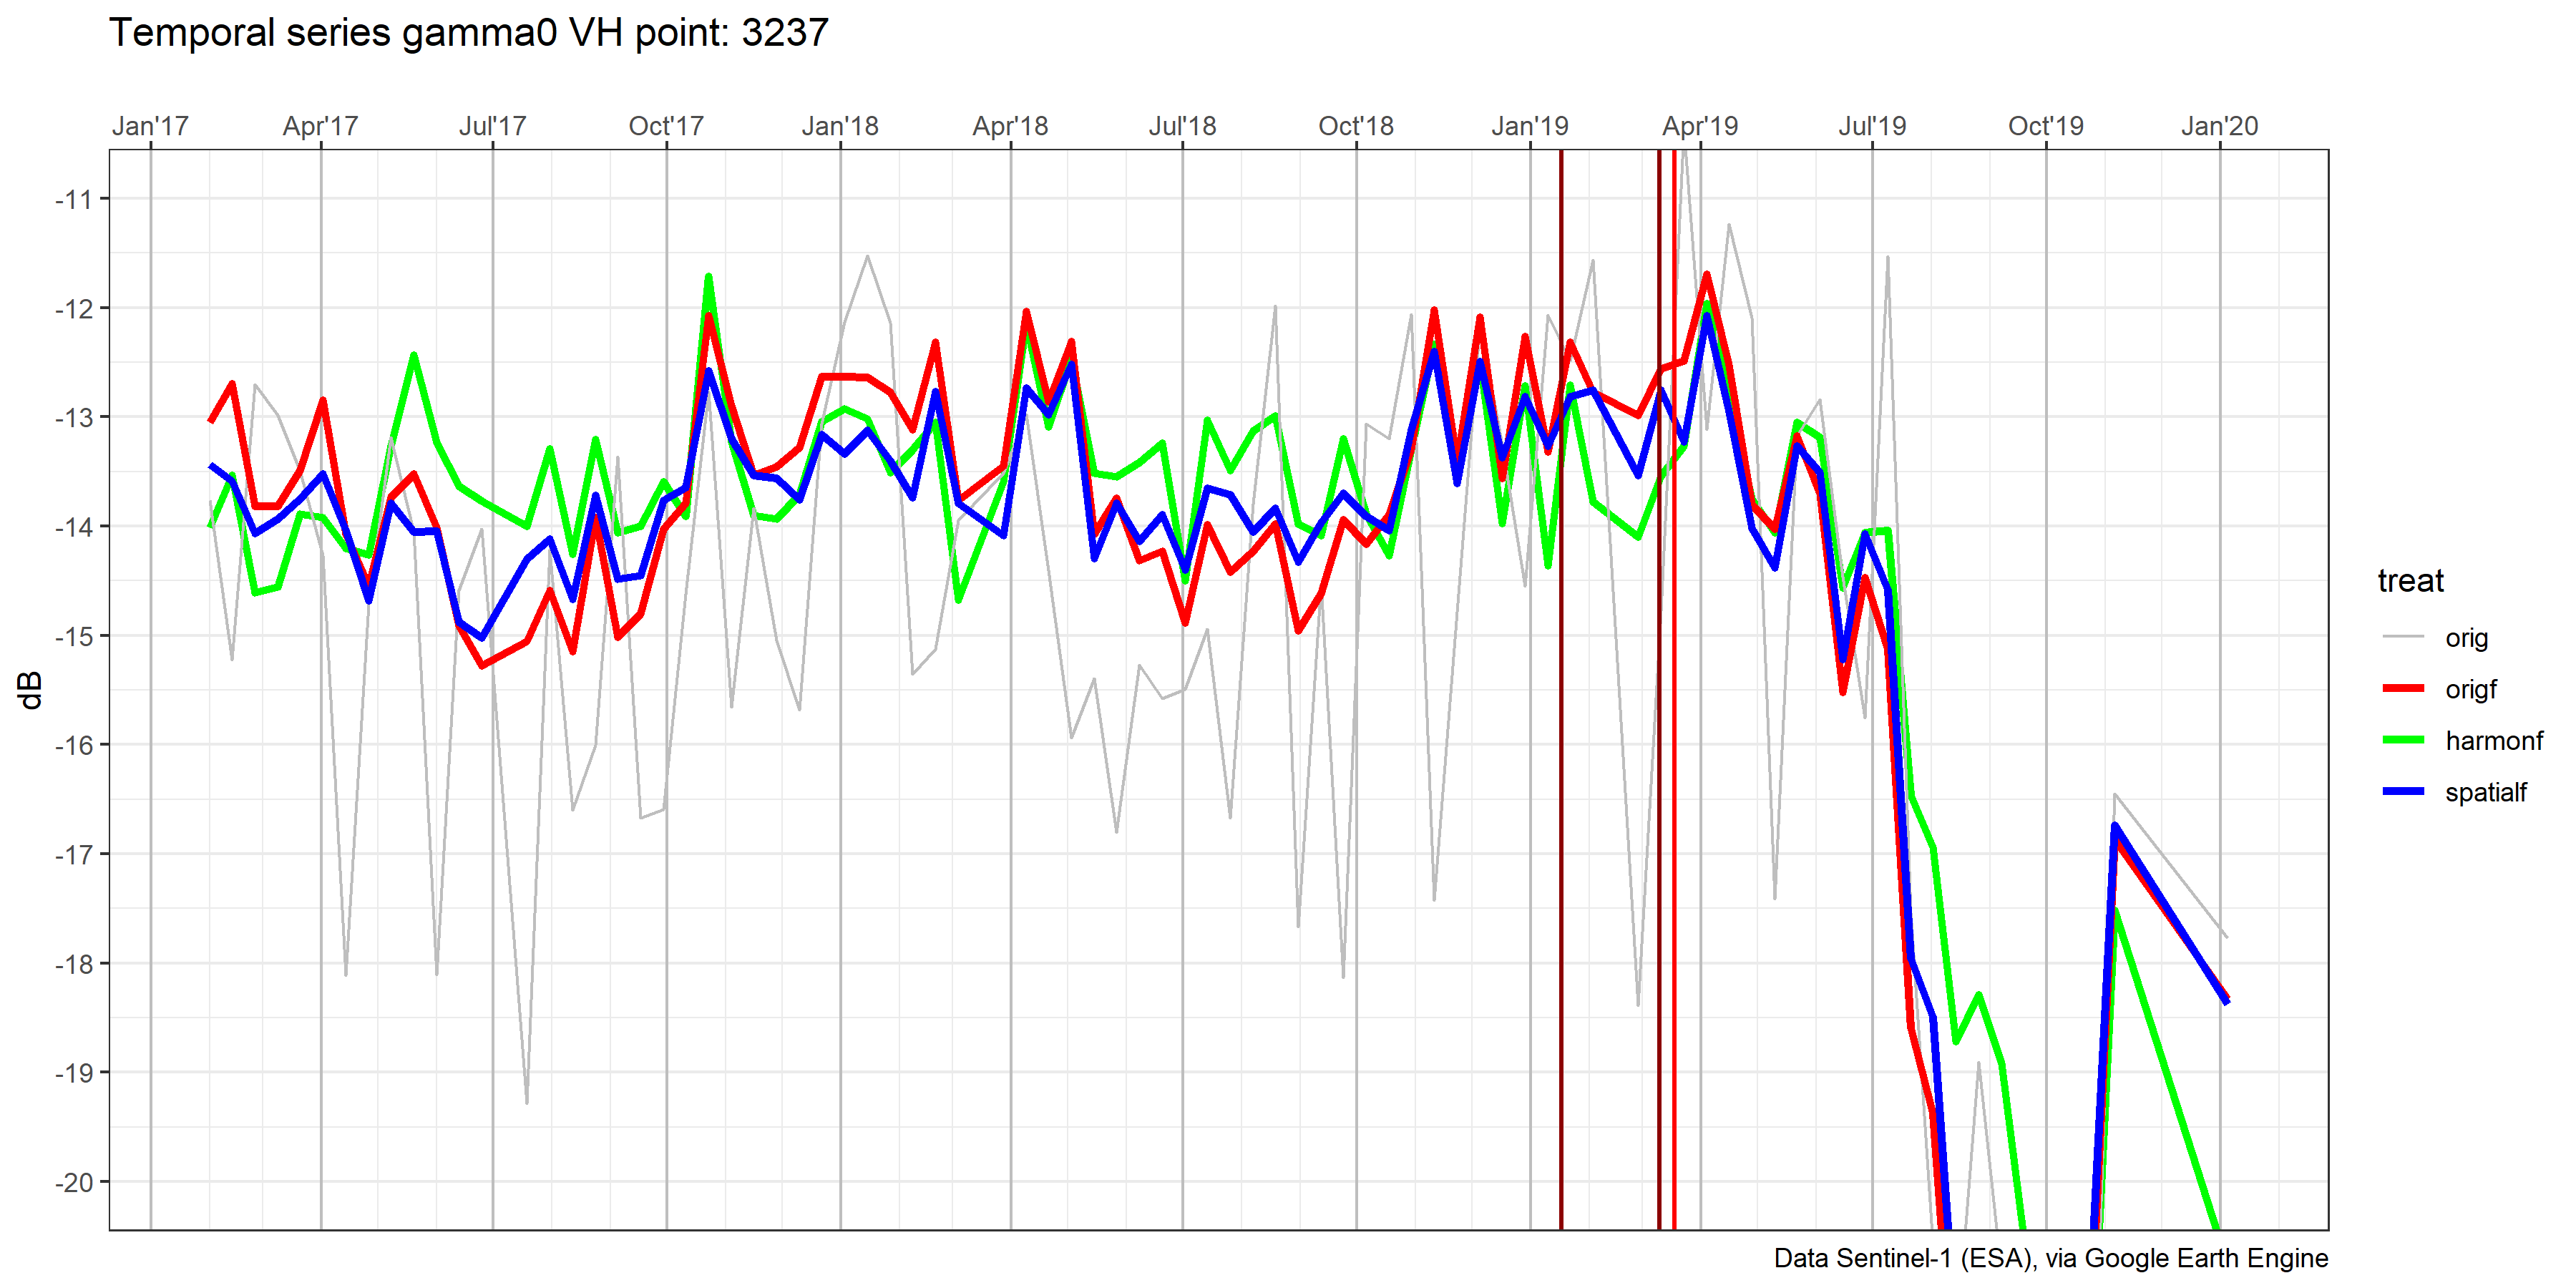 Temporal series gamma0 VH point: 3237
Jan'17 Apr'17 Jul'17 Oct'17 Jan'18 Apr'18 Jul'18 Oct'18 Jan'19 Apr'19 Jul'19 Oct'19 Jan'20
-11
-12
-13
-14
-15
-16
-17
-18
-19
-20
dB
treat
orig
origf
harmonf
spatialf
Data Sentinel-1 (ESA), via Google Earth Engine